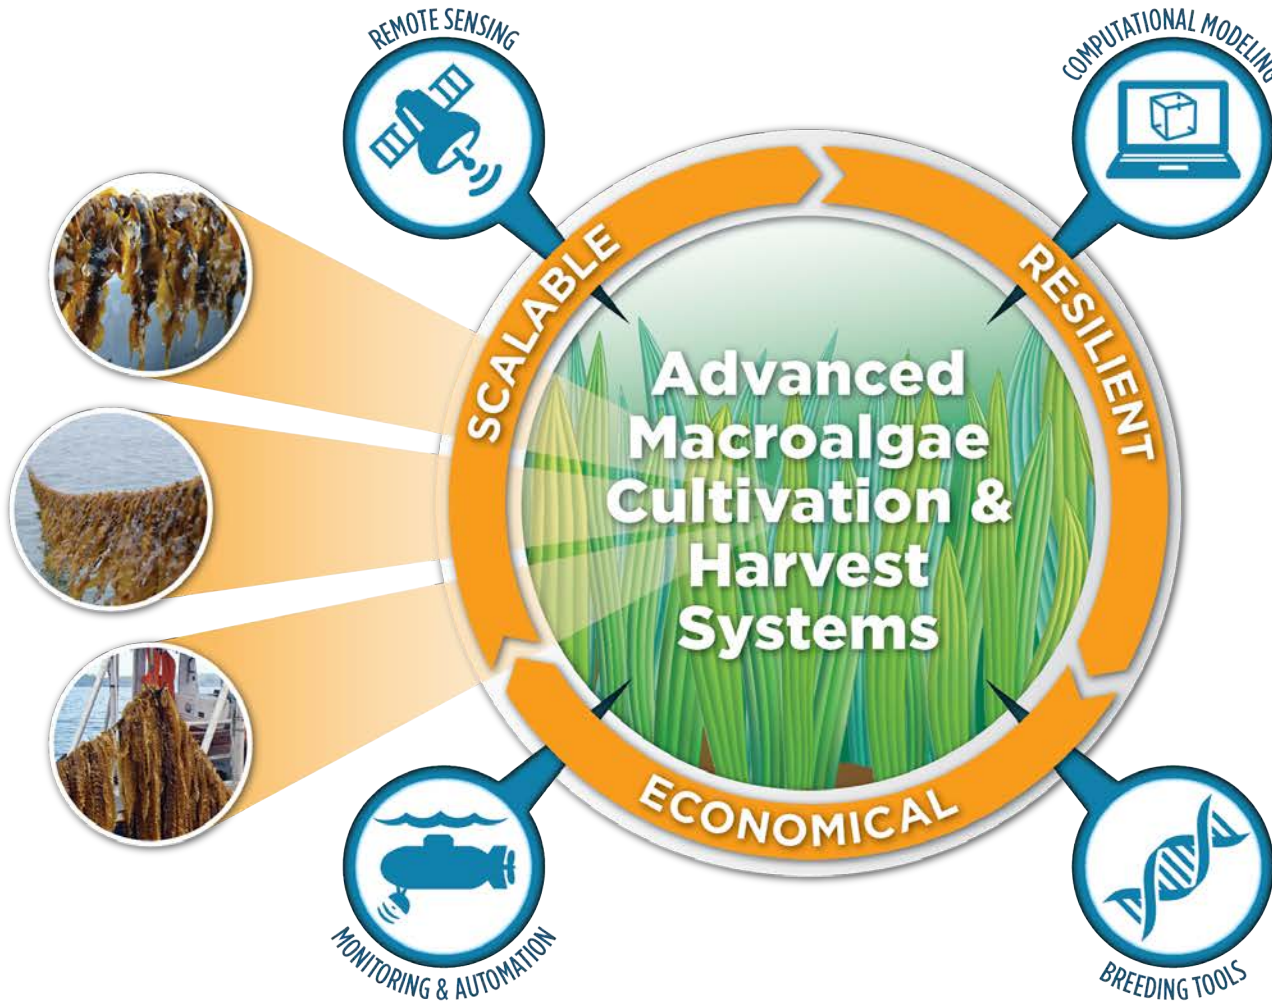 REMOTE SENSING
COMPUTATIONAL MODELING
SCALABLE
RESILIENT
Advanced
Macroalgae
Cultivation &
Harvest
Systems
ECONOMICAL
MONITORING & AUTOMATION
BREEDING TOOLS